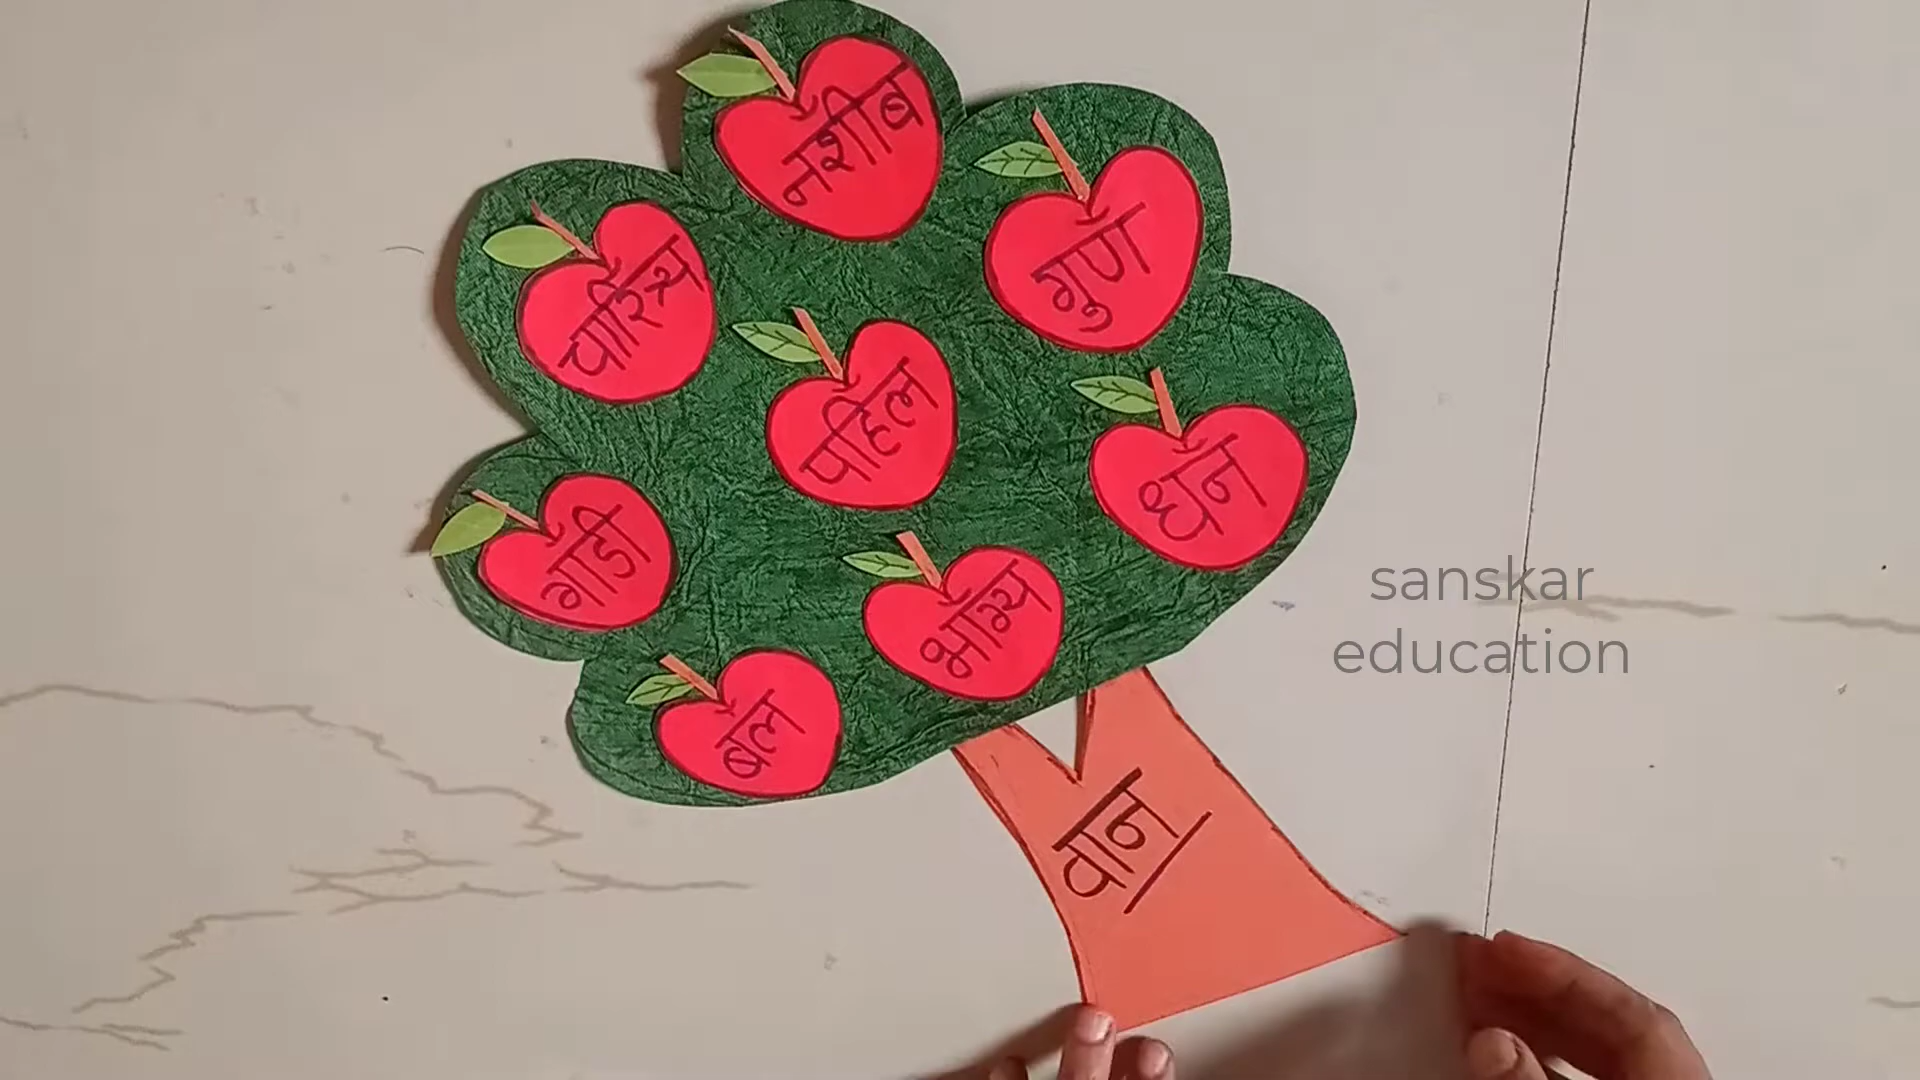 नशीब
गुण
चारित्र्य
पहिल
धन
गाडी
भाग्य
बल
वान
sanskar
education